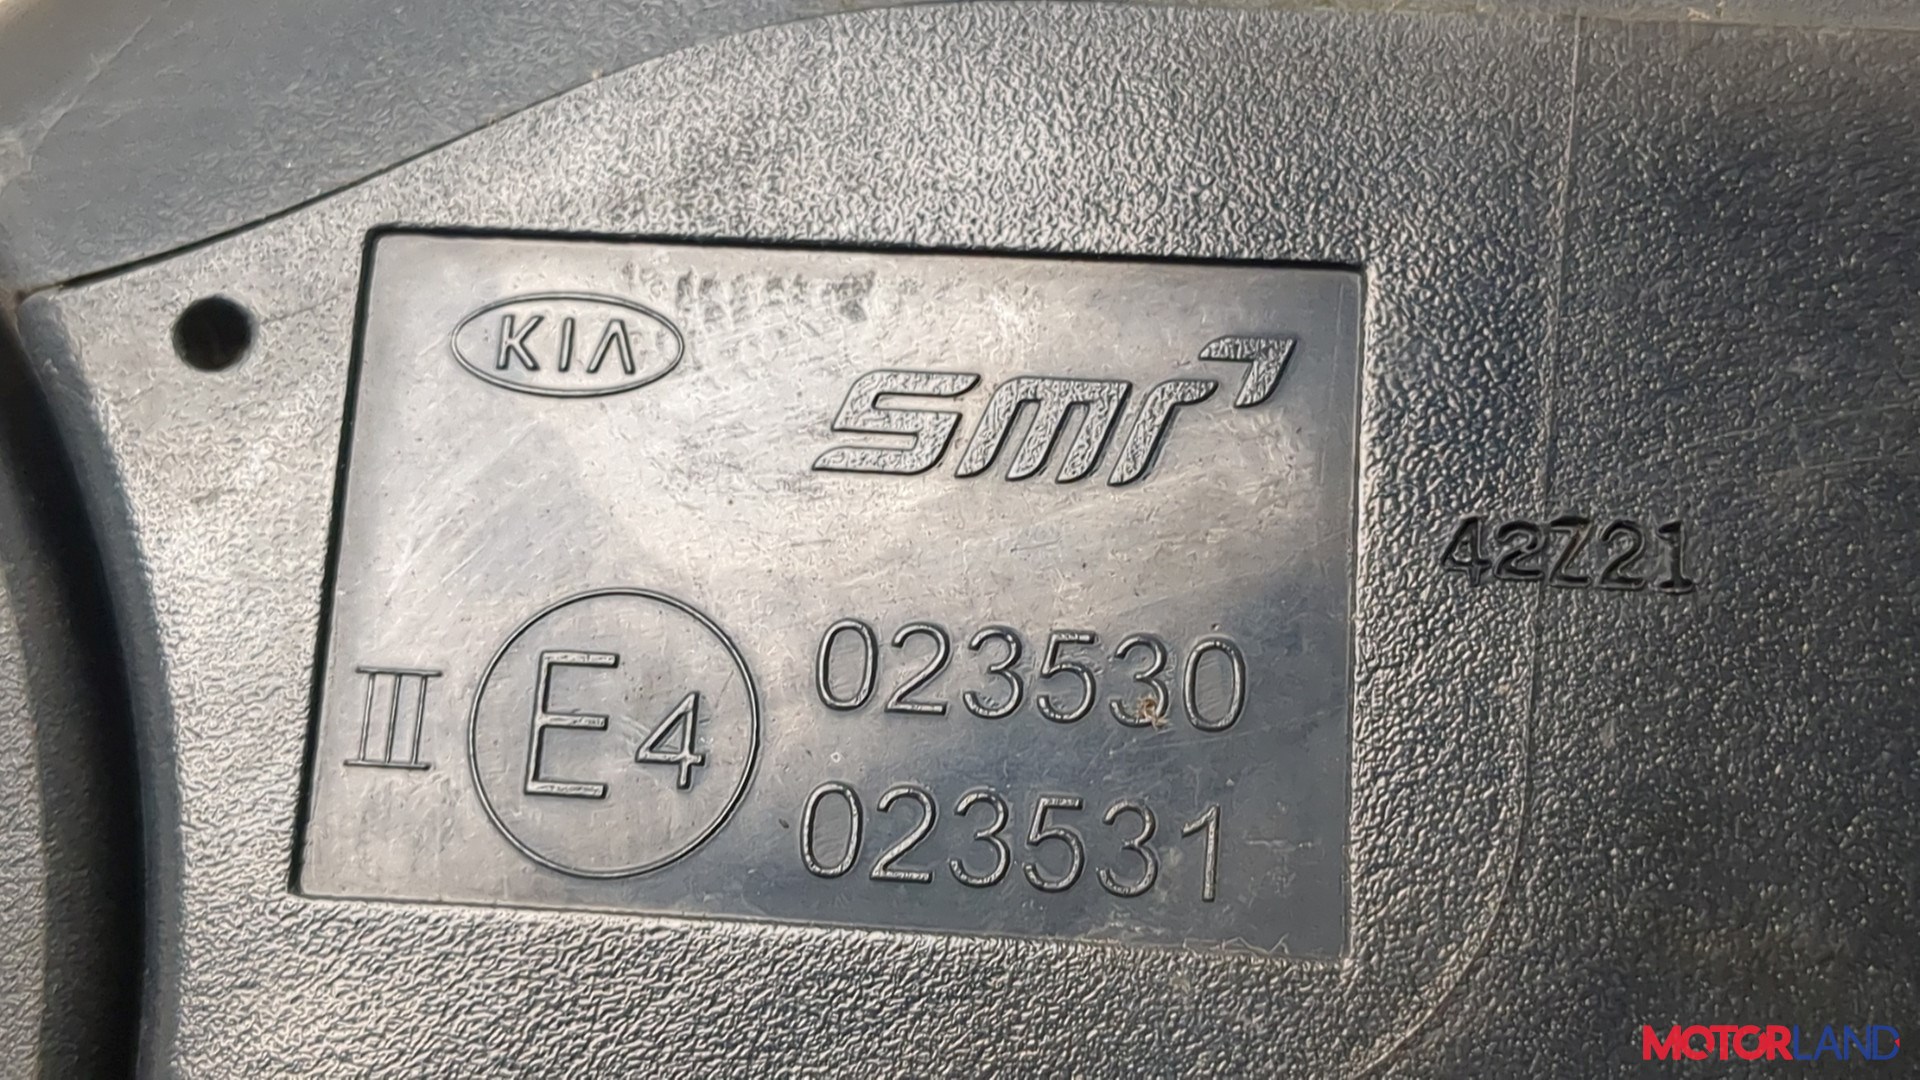 KIA
smr
42Z21
III E4 023530
023531
MOTORLAND